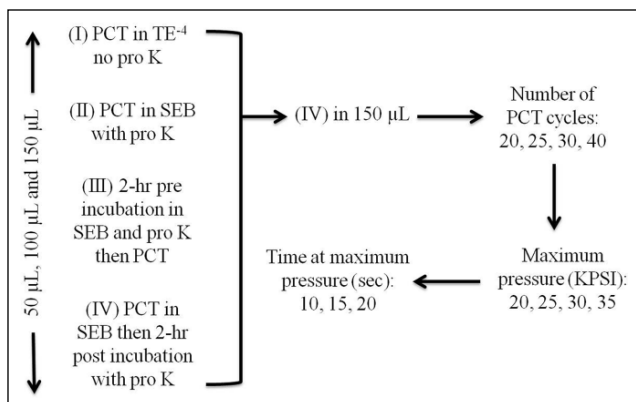 50 µL, 100 µL and 150 µL
(I) PCT in TE⁻⁴
no pro K
(II) PCT in SEB
with pro K
(III) 2-hr pre
incubation in
SEB and pro K
then PCT
(IV) PCT in
SEB then 2-hr
post incubation
with pro K
(IV) in 150 µL
Number of
PCT cycles:
20, 25, 30, 40
Maximum
pressure (KPSI):
20, 25, 30, 35
Time at maximum
pressure (sec):
10, 15, 20